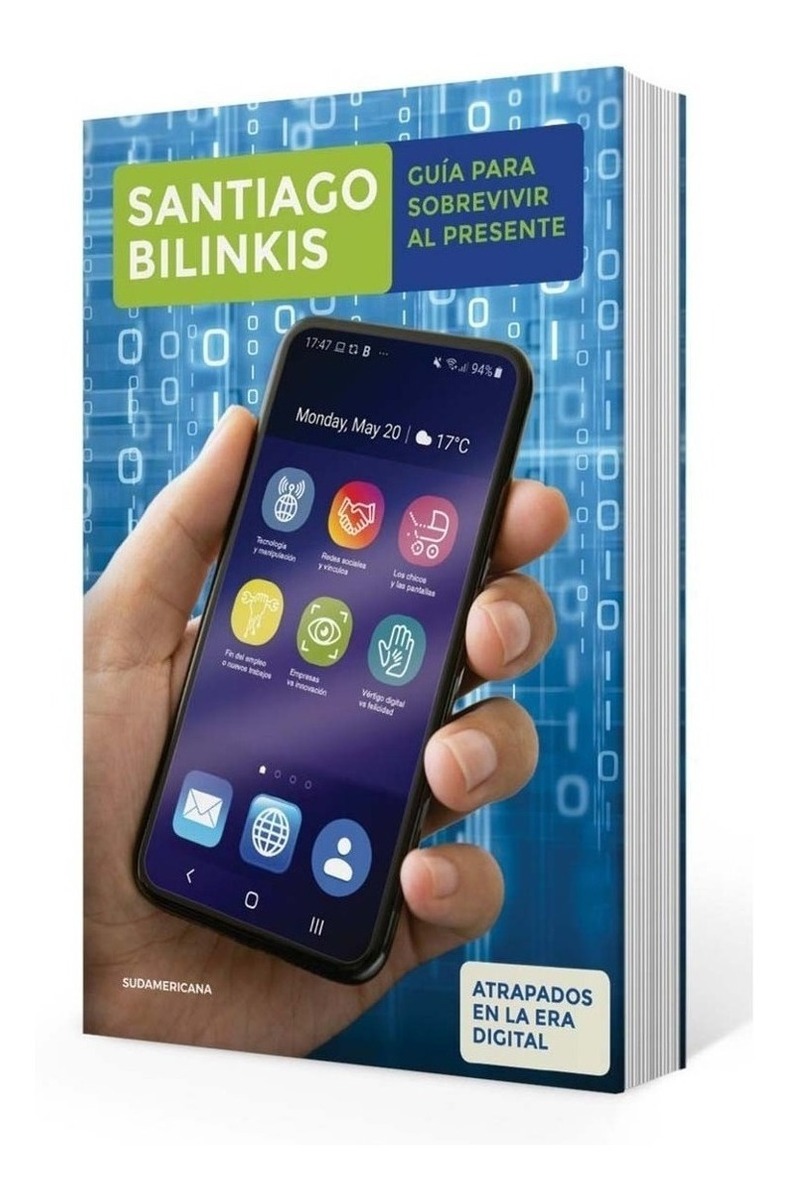 SANTIAGO
BILINKIS
GUÍA PARA
SOBREVIVIR
AL PRESENTE
17:47
B ...
94%
Monday, May 20 | 17°C
Tecnología
y manipulación
Redes sociales
y vínculos
Los chicos
y las pantallas
Fin del empleo
o nuevos trabajos
Empresas
vs innovación
Vértigo digital
vs felicidad
SUDAMERICANA
ATRAPADOS
EN LA ERA
DIGITAL